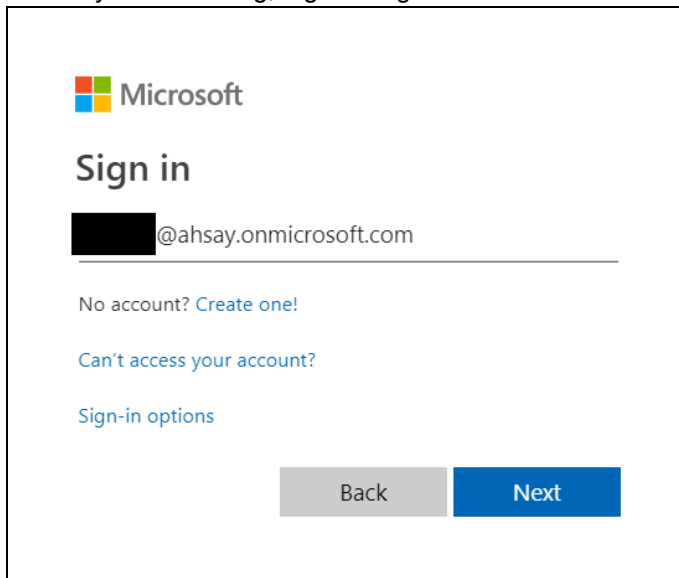 Microsoft
Sign in
@ahsay.onmicrosoft.com
No account? Create one!
Can't access your account?
Sign-in options
Back Next